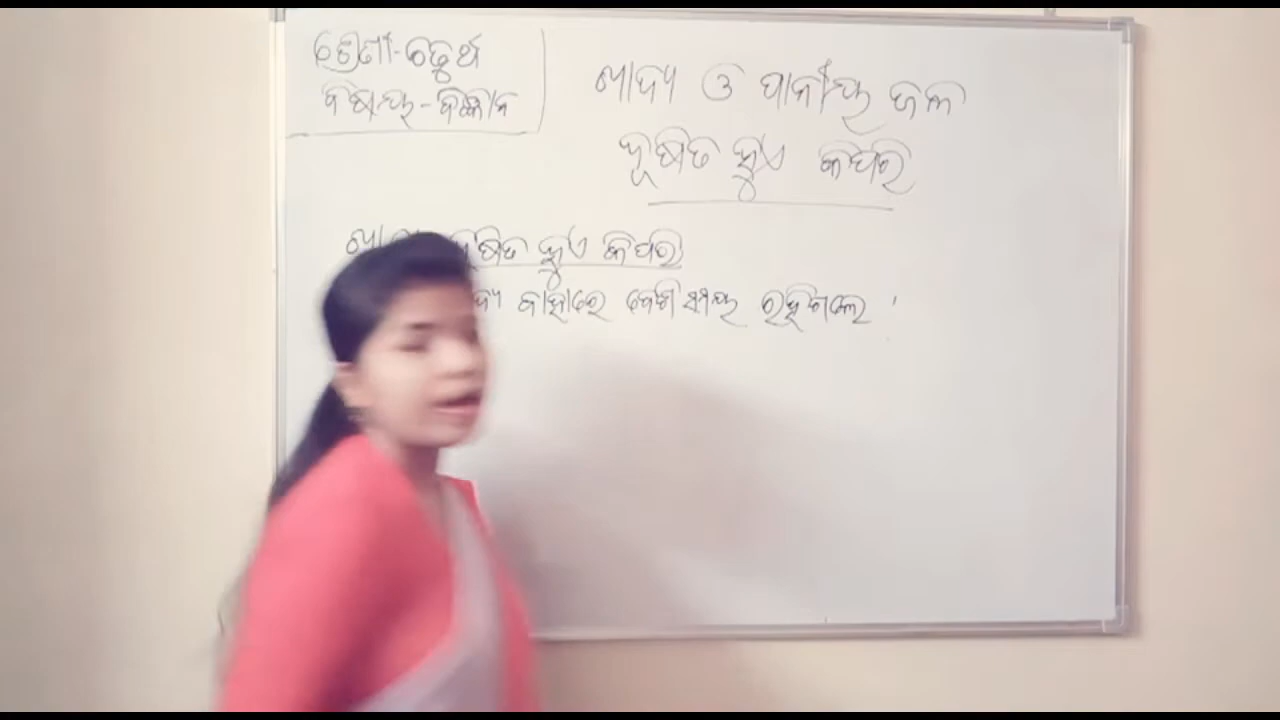 ଶ୍ରେଣୀ-ଚତୁର୍ଥ
ବିଷୟ-ବିଜ୍ଞାନ
ଖାଦ୍ୟ ଓ ପାନୀୟ ଜଳ
ଦୂଷିତ ହୁଏ କିପରି
ହୁଏ କିପରି
ବାହାରେ ବେଶି ସମୟ ରହିଗଲେ